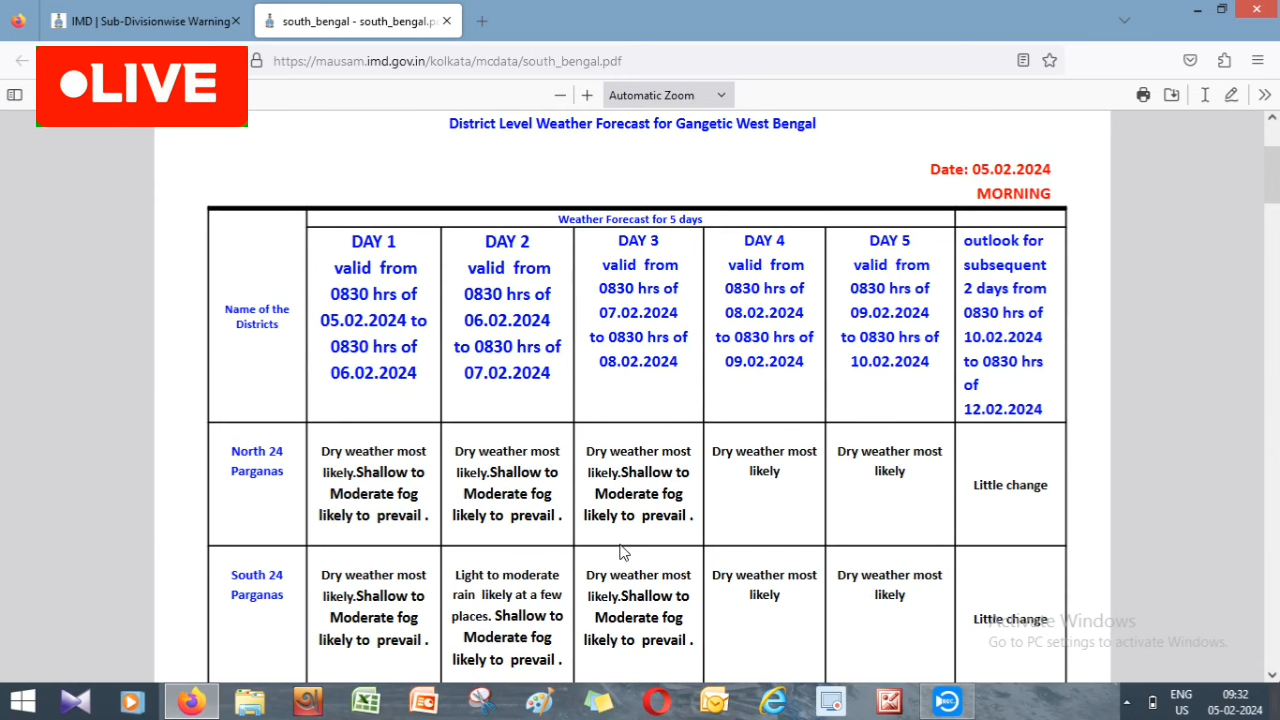 IMD | Sub-Divisionwise Warning
south_bengal - south_bengal.p
https://mausam.imd.gov.in/kolkata/mcdata/south_bengal.pdf
LIVE
Automatic Zoom
District Level Weather Forecast for Gangetic West Bengal
Date: 05.02.2024
MORNING
Name of the
Districts
Weather Forecast for 5 days
DAY 1
valid from
0830 hrs of
05.02.2024 to
0830 hrs of
06.02.2024
DAY 2
valid from
0830 hrs of
06.02.2024
to 0830 hrs of
07.02.2024
DAY 3
valid from
0830 hrs of
07.02.2024
to 0830 hrs of
08.02.2024
DAY 4
valid from
0830 hrs of
08.02.2024
to 0830 hrs of
09.02.2024
DAY 5
valid from
0830 hrs of
09.02.2024
to 0830 hrs of
10.02.2024
outlook for
subsequent
2 days from
0830 hrs of
10.02.2024
to 0830 hrs
of
12.02.2024
North 24
Parganas
Dry weather most
likely.Shallow to
Moderate fog
likely to prevail .
Dry weather most
likely.Shallow to
Moderate fog
likely to prevail .
Dry weather most
likely.Shallow to
Moderate fog
likely to prevail .
Dry weather most
likely
Dry weather most
likely
Little change
South 24
Parganas
Dry weather most
likely.Shallow to
Moderate fog
likely to prevail .
Light to moderate
rain likely at a few
places. Shallow to
Moderate fog
likely to prevail .
Dry weather most
likely.Shallow to
Moderate fog
likely to prevail .
Dry weather most
likely
Dry weather most
likely
Little change
Activate Windows
Go to PC settings to activate Windows.
REC
ENG
US
09:32
05-02-2024